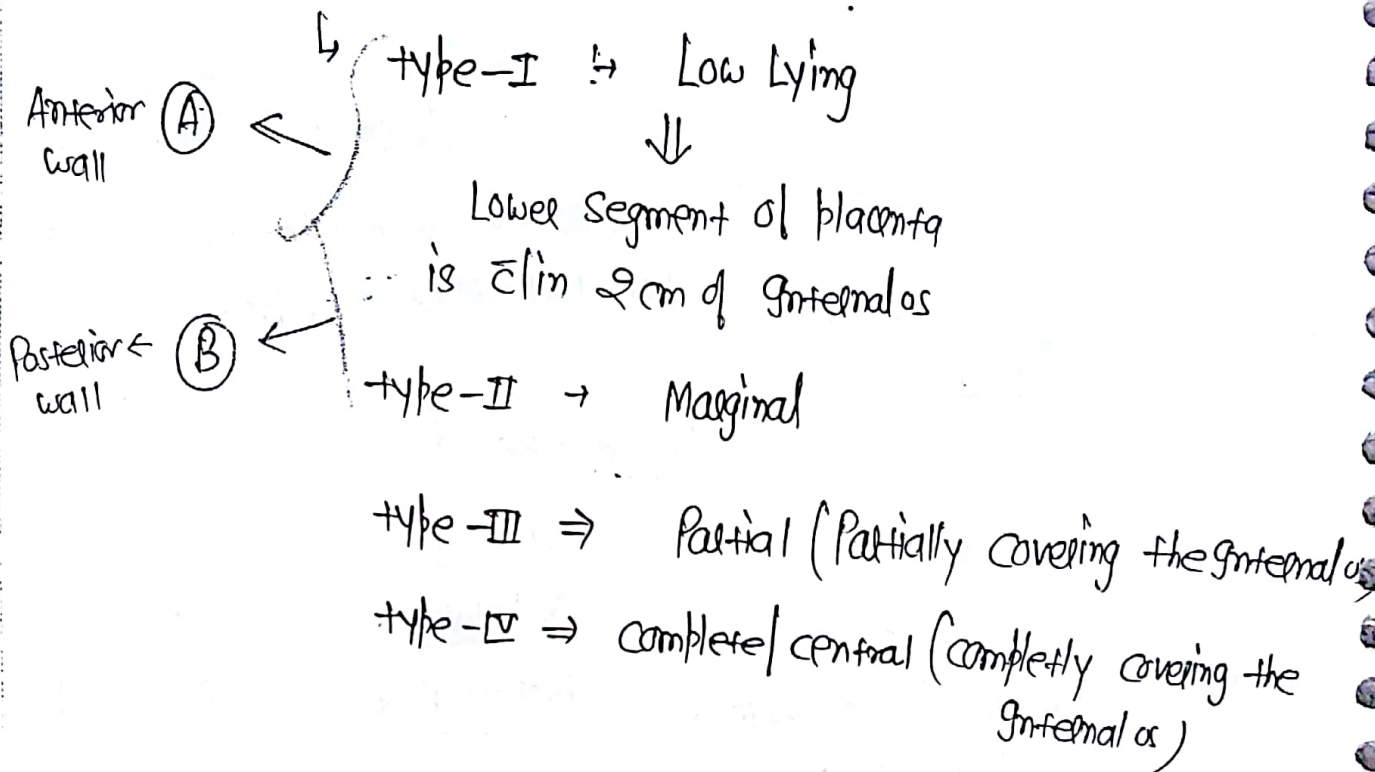 type-I → Low Lying
Anterior (A)
wall
⇓
Lower segment of placenta
is c̄/in 2cm of Internal os
Posterior ← (B)
wall
type-II → Marginal
type-III ⇒ Partial (Partially covering the Internal os)
type-IV ⇒ complete/central (completly covering the
Internal os)